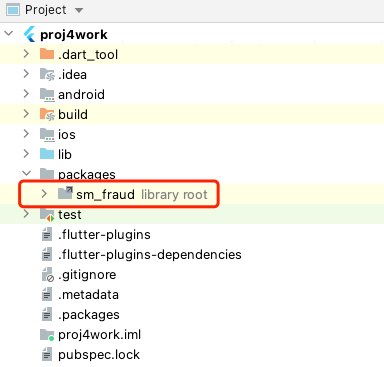 Project
proj4work
.dart_tool
.idea
android
build
ios
lib
packages
sm_fraud library root
test
.flutter-plugins
.flutter-plugins-dependencies
.gitignore
.metadata
.packages
proj4work.iml
pubspec.lock